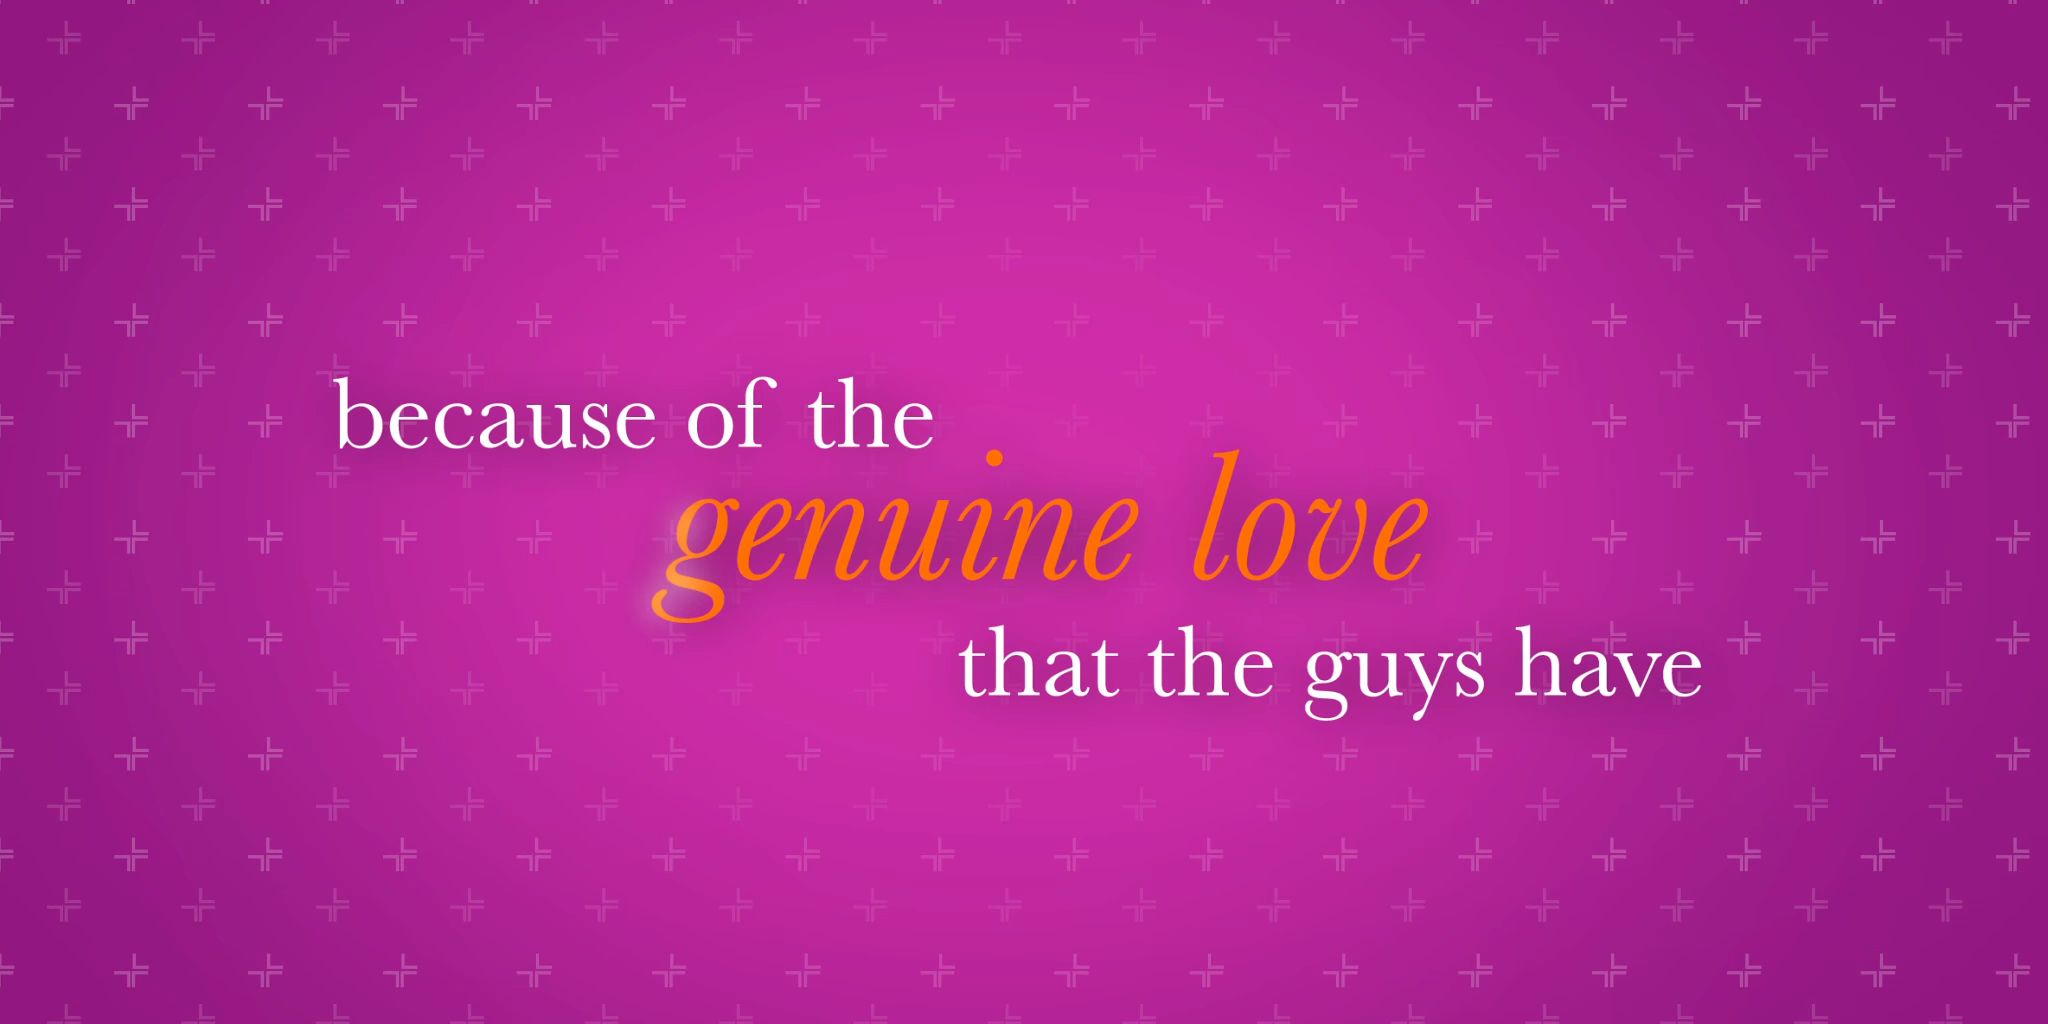 because of the
genuine love
that the guys have